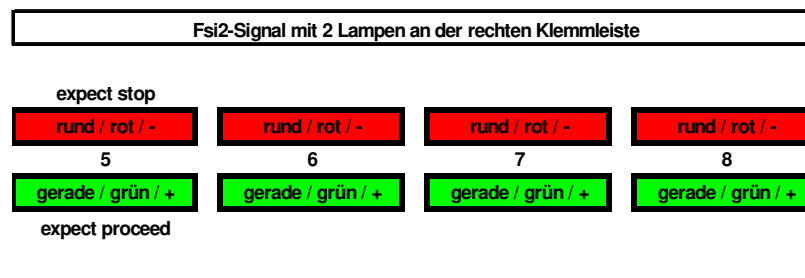 Fsi2-Signal mit 2 Lampen an der rechten Klemmleiste
expect stop
rund / rot / - rund / rot / - rund / rot / - rund / rot / -
5 6 7 8
gerade / grün / + gerade / grün / + gerade / grün / + gerade / grün / +
expect proceed